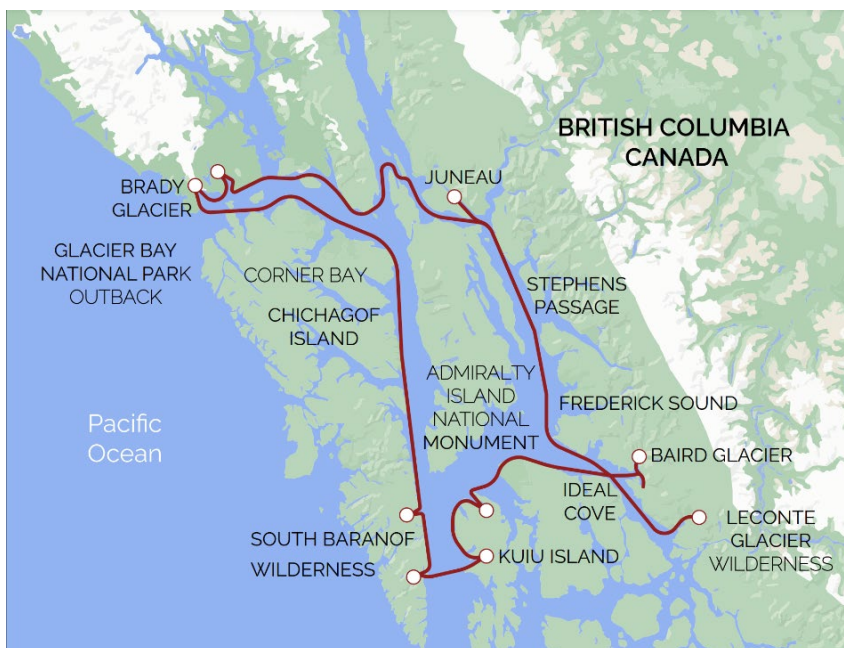 BRITISH COLUMBIA
CANADA
JUNEAU
BRADY
GLACIER
GLACIER BAY
NATIONAL PARK
OUTBACK
CORNER BAY
CHICHAGOF
ISLAND
STEPHENS
PASSAGE
ADMIRALTY
ISLAND
NATIONAL
MONUMENT
FREDERICK SOUND
Pacific
Ocean
BAIRD GLACIER
IDEAL
COVE
LECONTE
GLACIER
WILDERNESS
SOUTH BARANOF
WILDERNESS
KUIU ISLAND